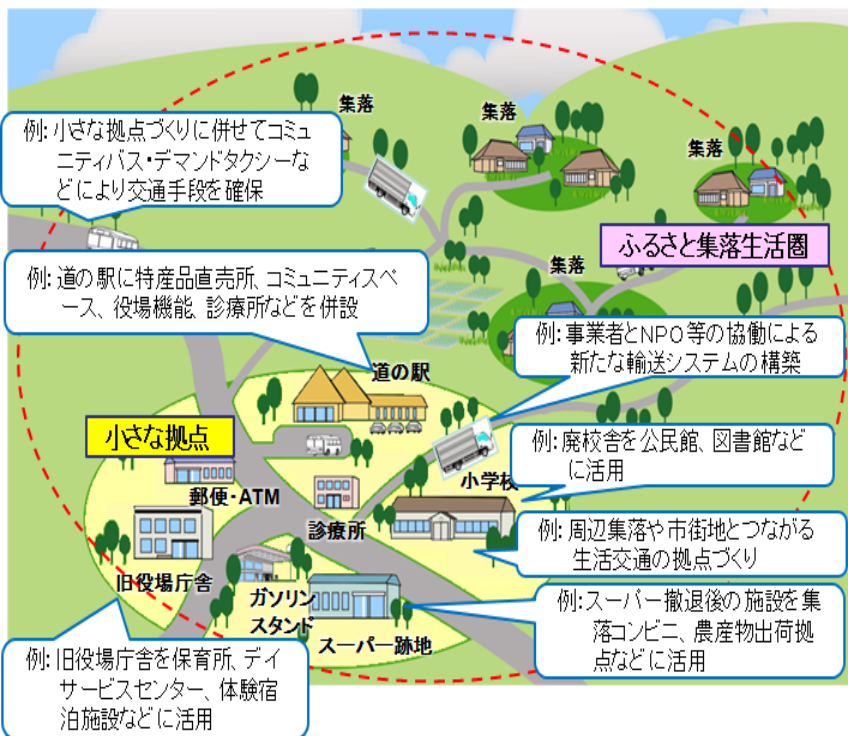 集落
集落
集落
例:小さな拠点づくりに併せてコミュ
ニティバス・デマンドタクシーな
どにより交通手段を確保
ふるさと集落生活圏
集落
例:道の駅に特産品直売所、コミュニティスペ
ース、役場機能、診療所などを併設
例:事業者とNPO等の協働による
新たな輸送システムの構築
道の駅
小さな拠点
例:廃校舎を公民館、図書館など
に活用
郵便・ATM
小学校
診療所
例:周辺集落や市街地とつながる
生活交通の拠点づくり
旧役場庁舎
ガソリン
スタンド
スーパー跡地
例:スーパー撤退後の施設を集
落コンビニ、農産物出荷拠
点などに活用
例:旧役場庁舎を保育所、デイ
サービスセンター、体験宿
泊施設などに活用